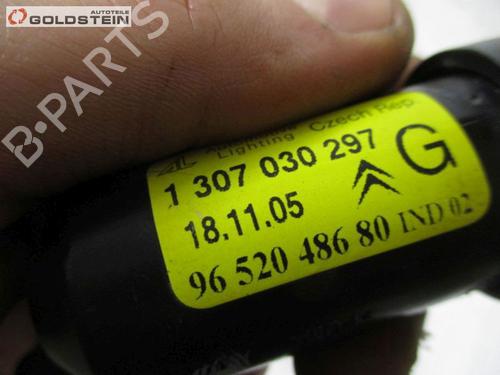 AUTOTEILE
GOLDSTEIN
B-PARTS
Lighting Czech Rep.
1 307 030 297
G
18.11.05
96 520 486 80 IND 02